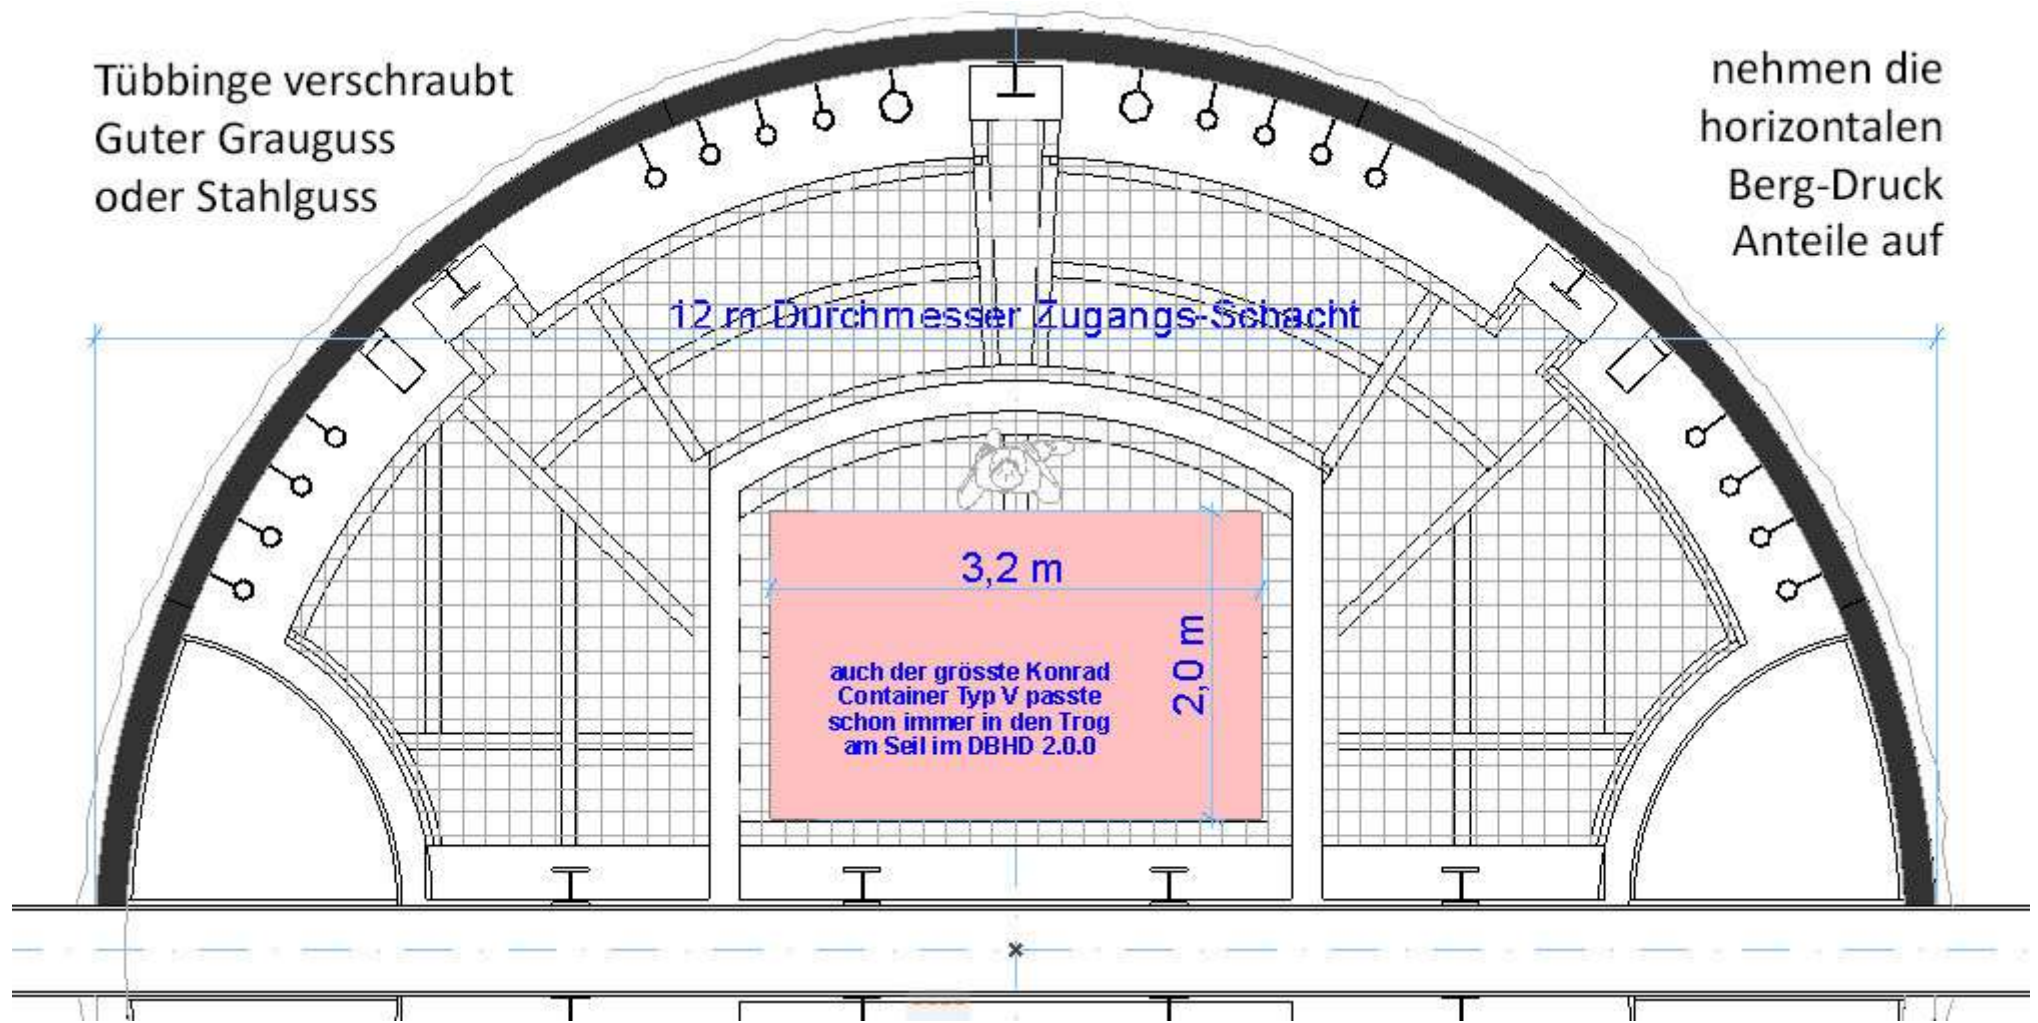 Tübbinge verschraubt
Guter Grauguss
oder Stahlguss
nehmen die
horizontalen
Berg-Druck
Anteile auf
12 m Durchmesser Zugangs-Schacht
3,2 m
2,0 m
auch der grösste Konrad
Container Typ V passte
schon immer in den Trog
am Seil im DBHD 2.0.0